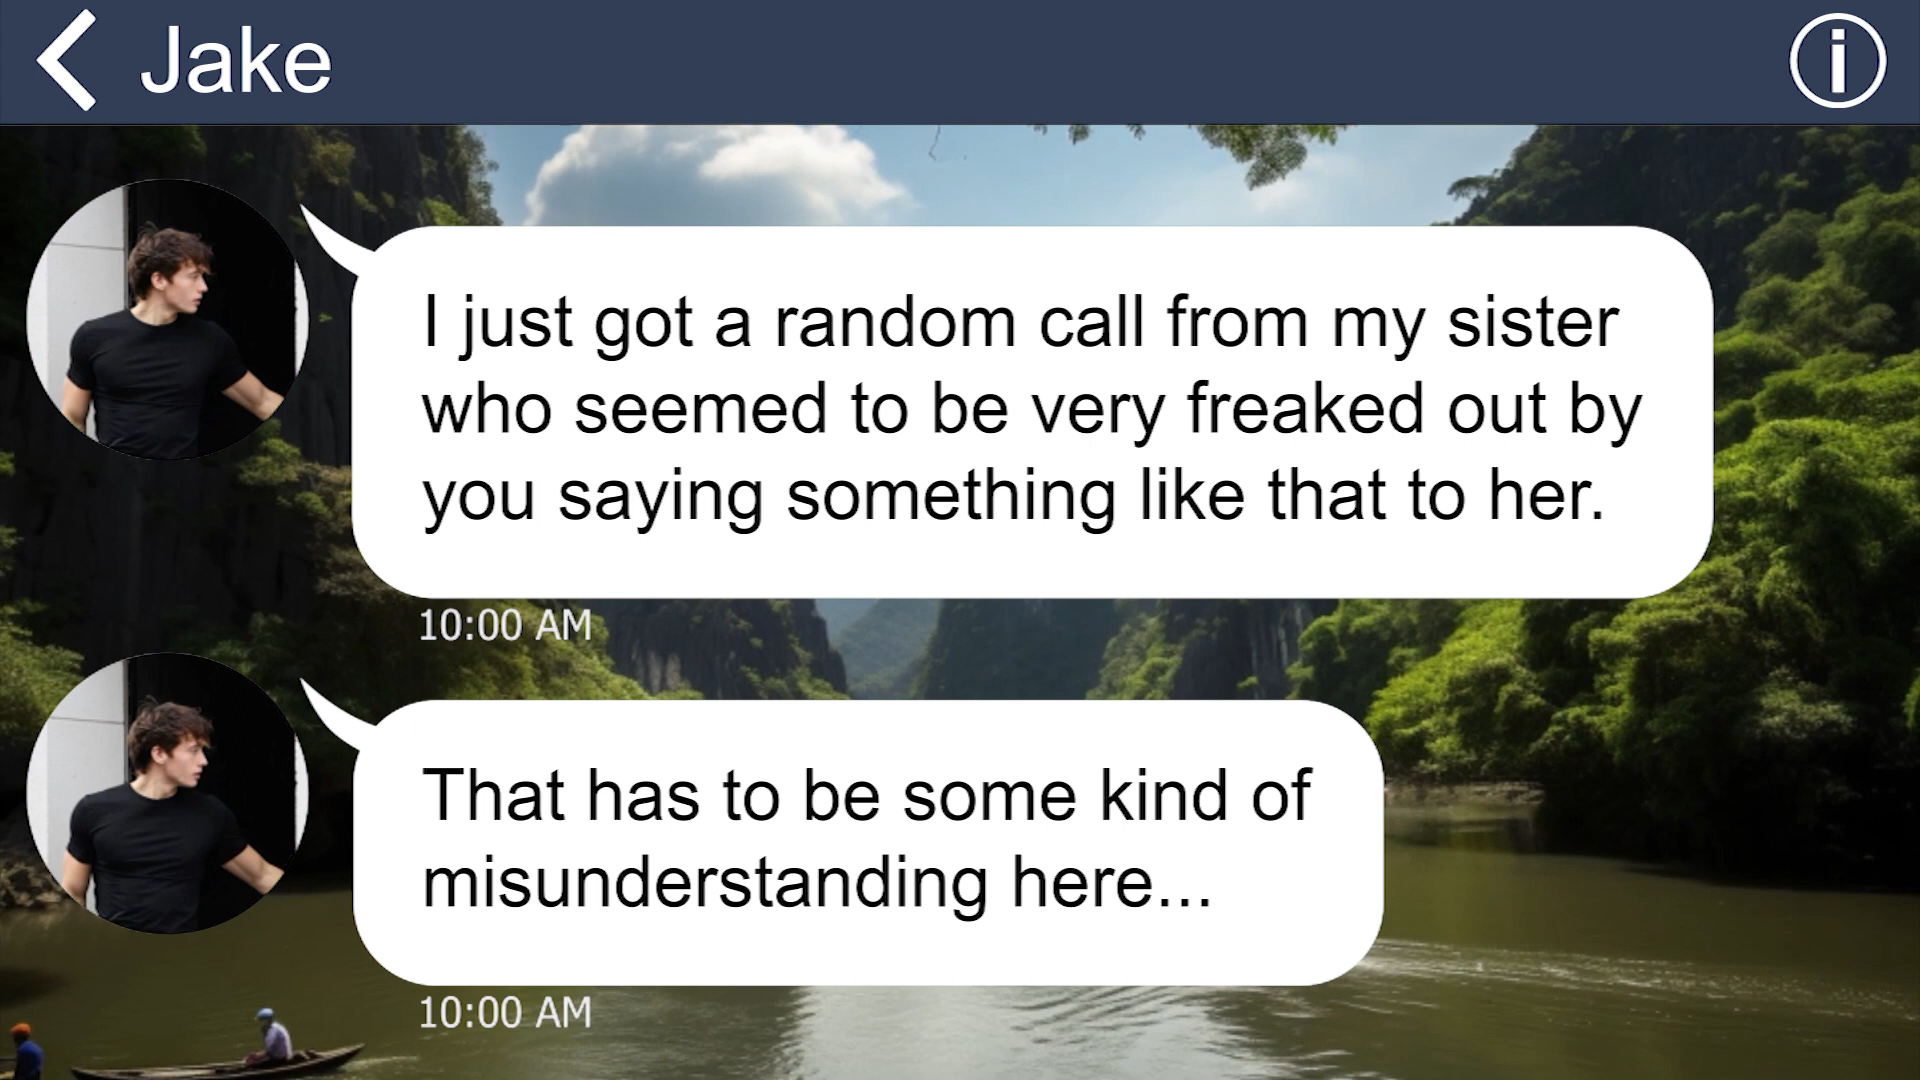 Jake
I just got a random call from my sister
who seemed to be very freaked out by
you saying something like that to her.
10:00 AM
That has to be some kind of
misunderstanding here...
10:00 AM